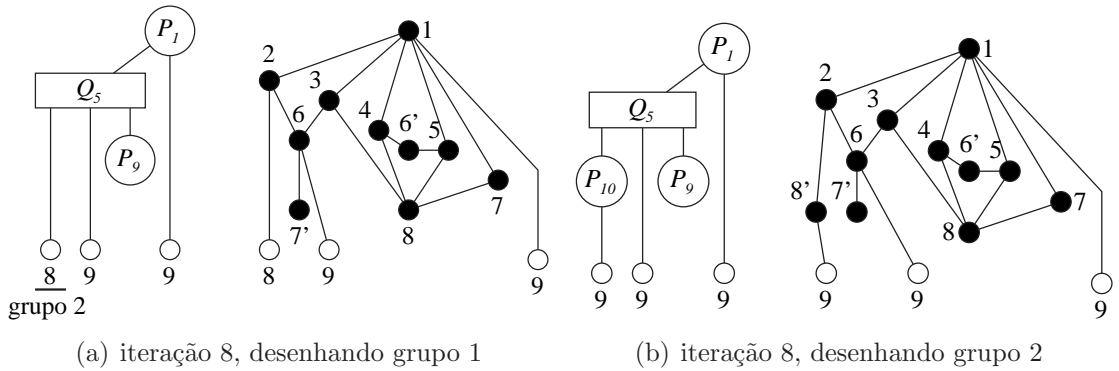 P1
Q5
P9
8 9 9
grupo 2
1
2
3
6
4 6' 5
7
7'
8
8 9
9
(a) iteração 8, desenhando grupo 1
P1
Q5
P10 P9
9 9 9
1
2
3
6
4 6' 5
8' 7'
7
8
9 9
9
(b) iteração 8, desenhando grupo 2